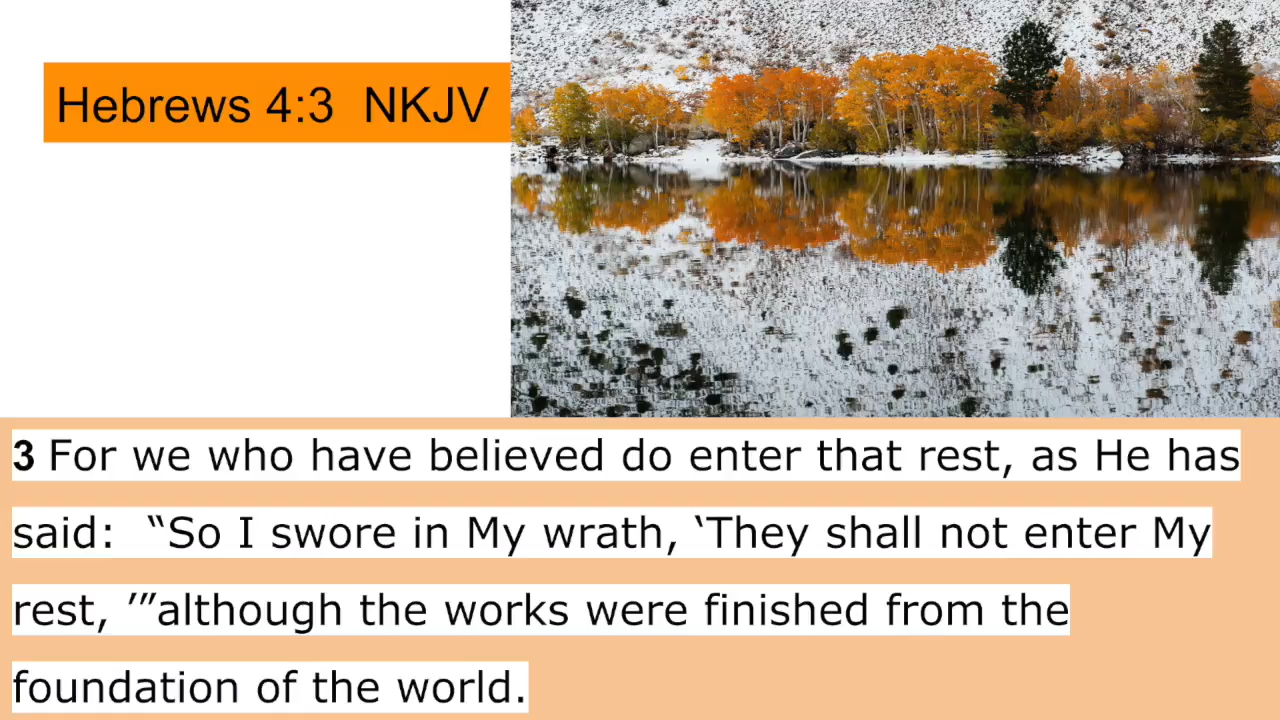 Hebrews 4:3  NKJV
3 For we who have believed do enter that rest, as He has
said:  “So I swore in My wrath, ‘They shall not enter My
rest, ’”although the works were finished from the
foundation of the world.